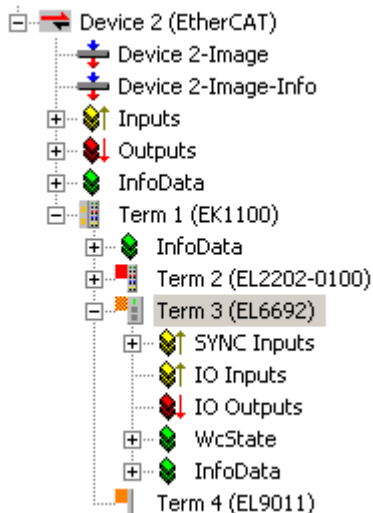 Device 2 (EtherCAT)
Device 2-Image
Device 2-Image-Info
Inputs
Outputs
InfoData
Term 1 (EK1100)
InfoData
Term 2 (EL2202-0100)
Term 3 (EL6692)
SYNC Inputs
IO Inputs
IO Outputs
WcState
InfoData
Term 4 (EL9011)